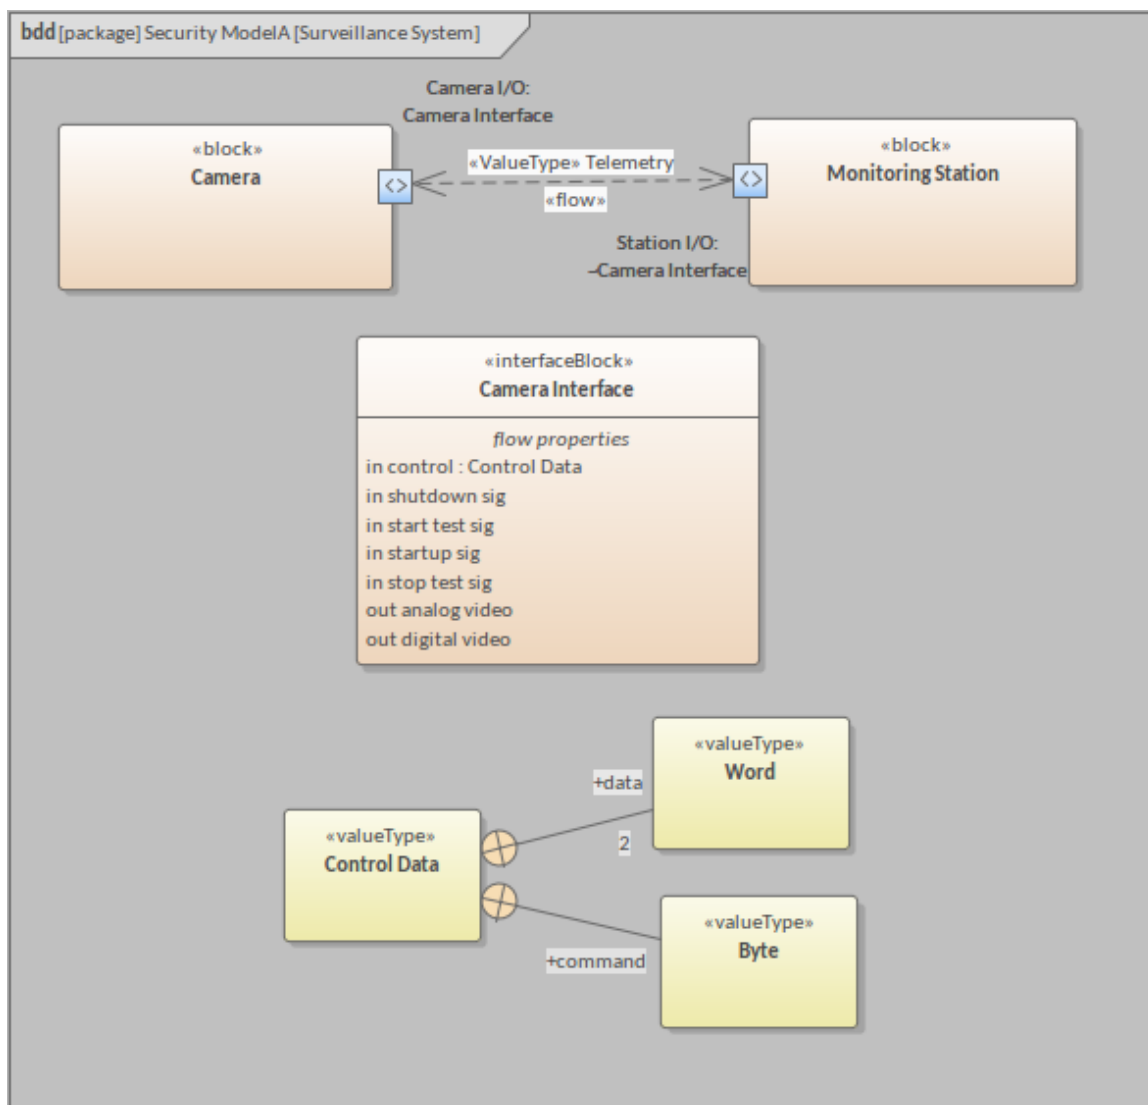 bdd [package] Security ModelA [Surveillance System]
Camera I/O:
Camera Interface
«block»
Camera
«ValueType» Telemetry
«flow»
«block»
Monitoring Station
Station I/O:
~Camera Interface
«interfaceBlock»
Camera Interface
flow properties
in control : Control Data
in shutdown sig
in start test sig
in startup sig
in stop test sig
out analog video
out digital video
«valueType»
Word
+data
2
«valueType»
Control Data
«valueType»
Byte
+command